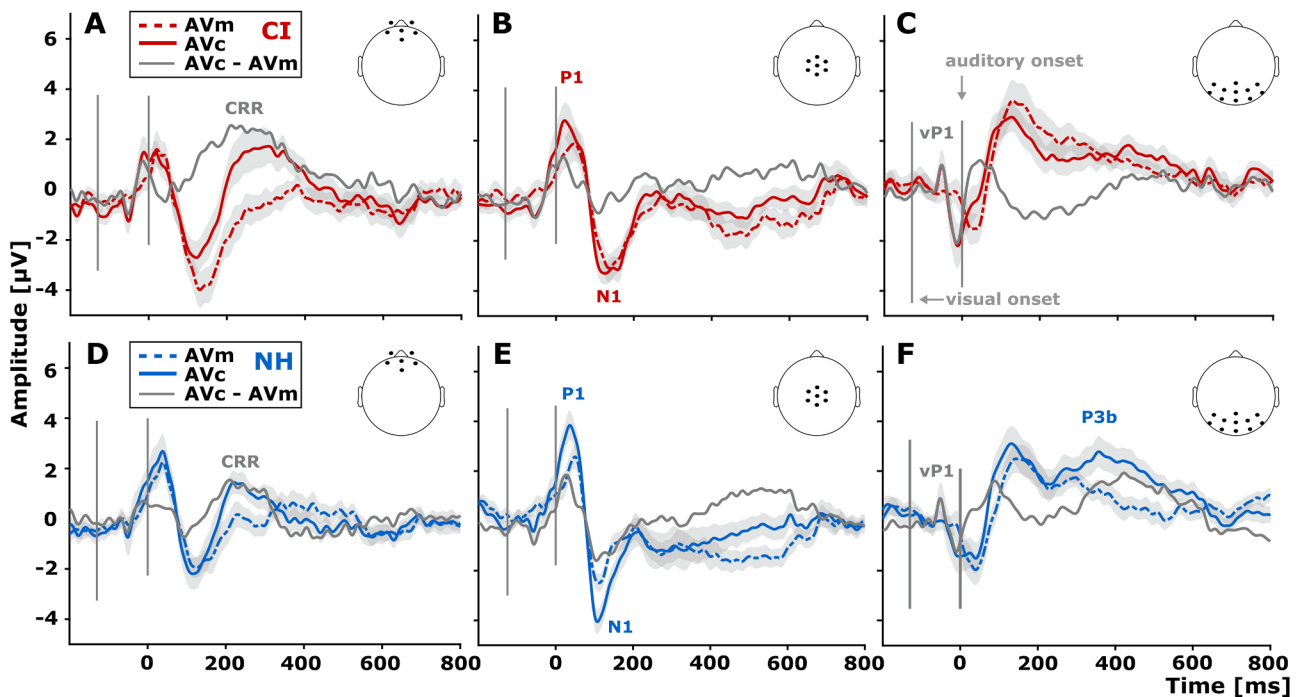 A
AVm
CI
AVc
AVc - AVm
CRR
B
P1
N1
C
auditory onset
vP1
visual onset
6
4
2
0
-2
-4
Amplitude [µV]
D
AVm
NH
AVc
AVc - AVm
CRR
E
P1
N1
F
P3b
vP1
6
4
2
0
-2
-4
0 200 400 600 800
0 200 400 600 800
0 200 400 600 800
Time [ms]